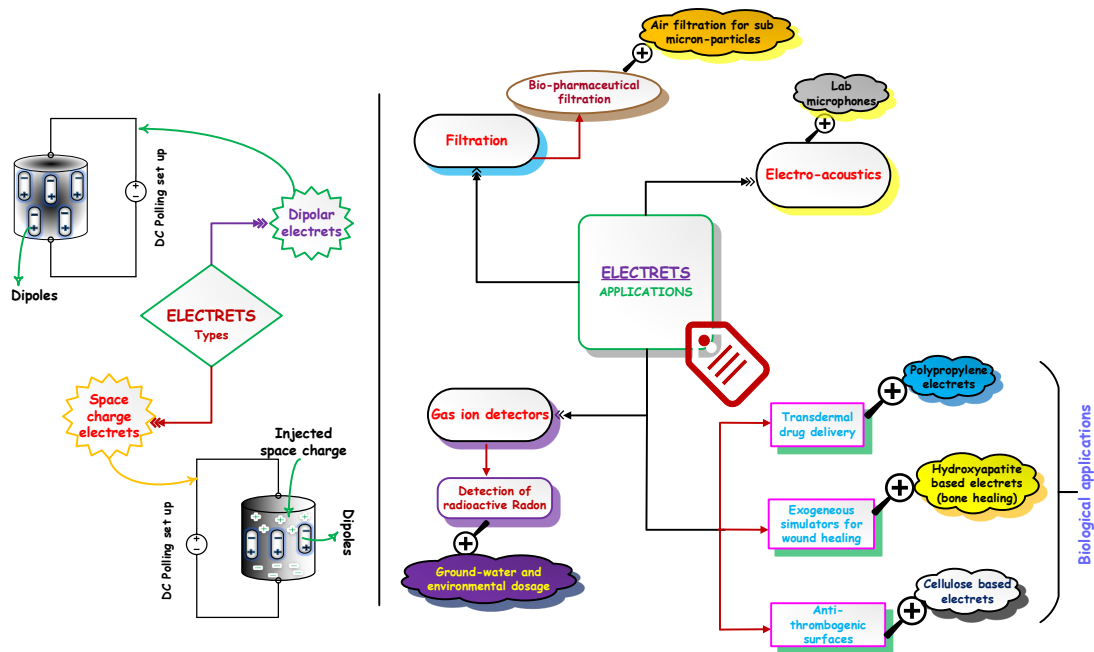 DC Polling set up
Dipoles
Dipolar
electrets
ELECTRETS
Types
Space
charge
electrets
Injected
space charge
DC Polling set up
Dipoles
Air filtration for sub
micron-particles
Bio-pharmaceutical
filtration
Filtration
Lab
microphones
Electro-acoustics
ELECTRETS
APPLICATIONS
Gas ion detectors
Detection of
radioactive Radon
Ground-water and
environmental dosage
Polypropylene
electrets
Transdermal
drug delivery
Hydroxyapatite
based electrets
(bone healing)
Exogeneous
simulators for
wound healing
Cellulose based
electrets
Anti-
thrombogenic
surfaces
Biological applications